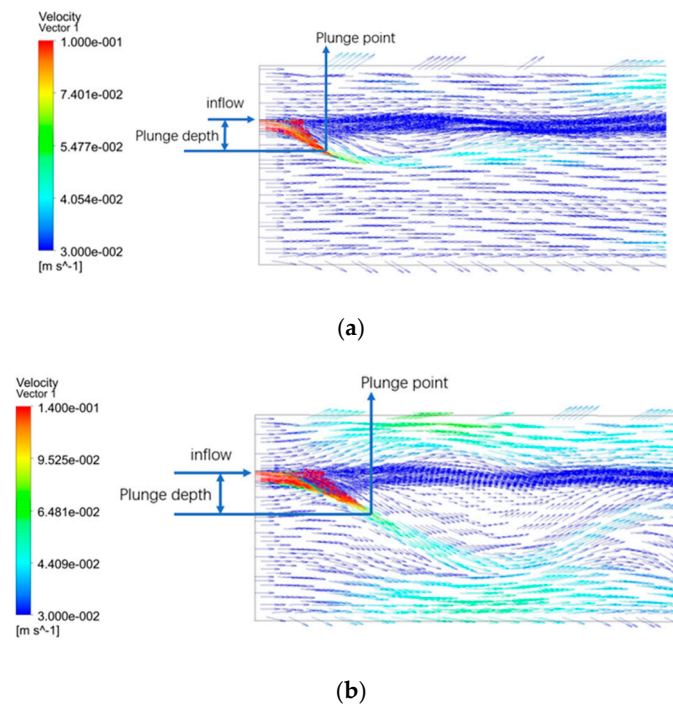 Velocity
Vector 1
1.000e-001
7.401e-002
5.477e-002
4.054e-002
3.000e-002
[m s^-1]
Plunge point
inflow
Plunge depth
(a)
Velocity
Vector 1
1.400e-001
9.525e-002
6.481e-002
4.409e-002
3.000e-002
[m s^-1]
Plunge point
inflow
Plunge depth
(b)